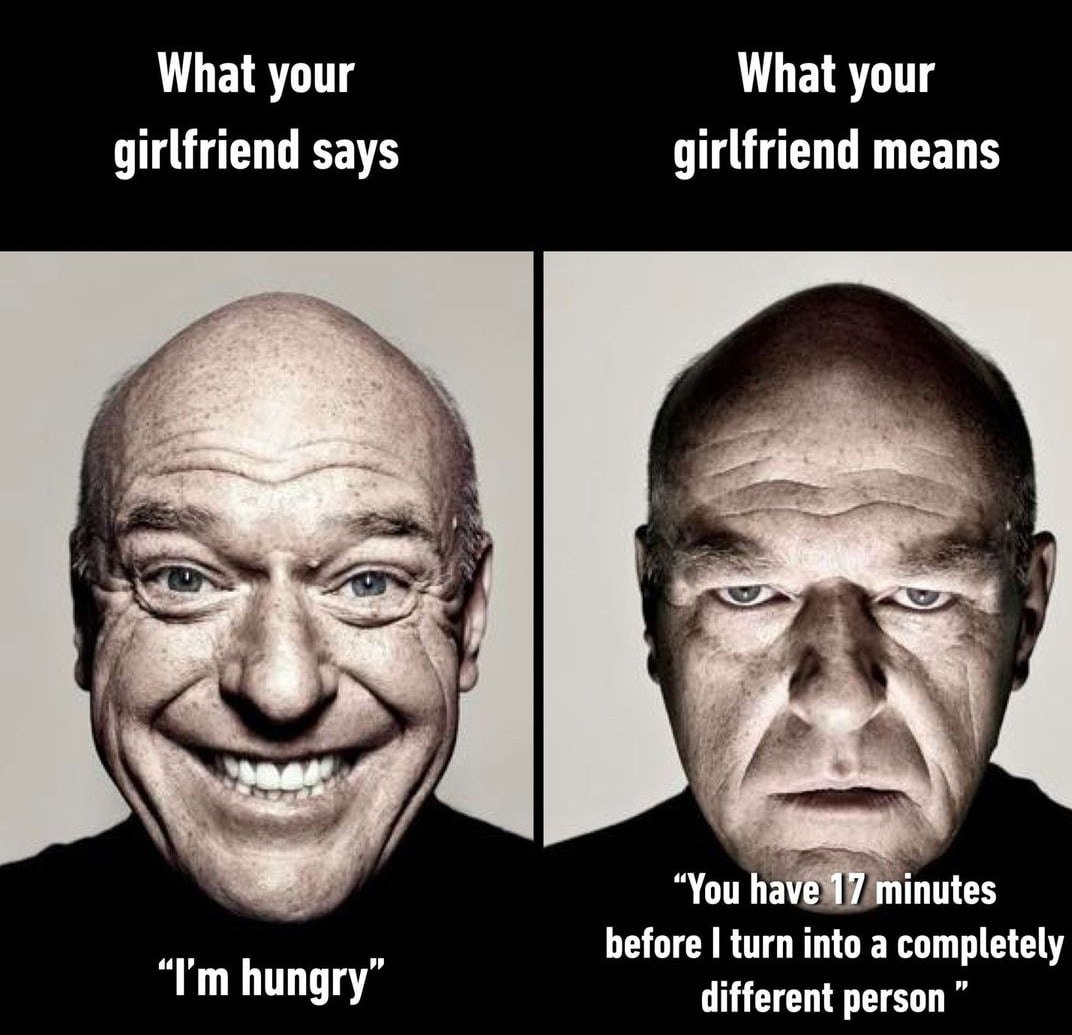 What your
girlfriend says
What your
girlfriend means
“I’m hungry”
“You have 17 minutes
before I turn into a completely
different person ”